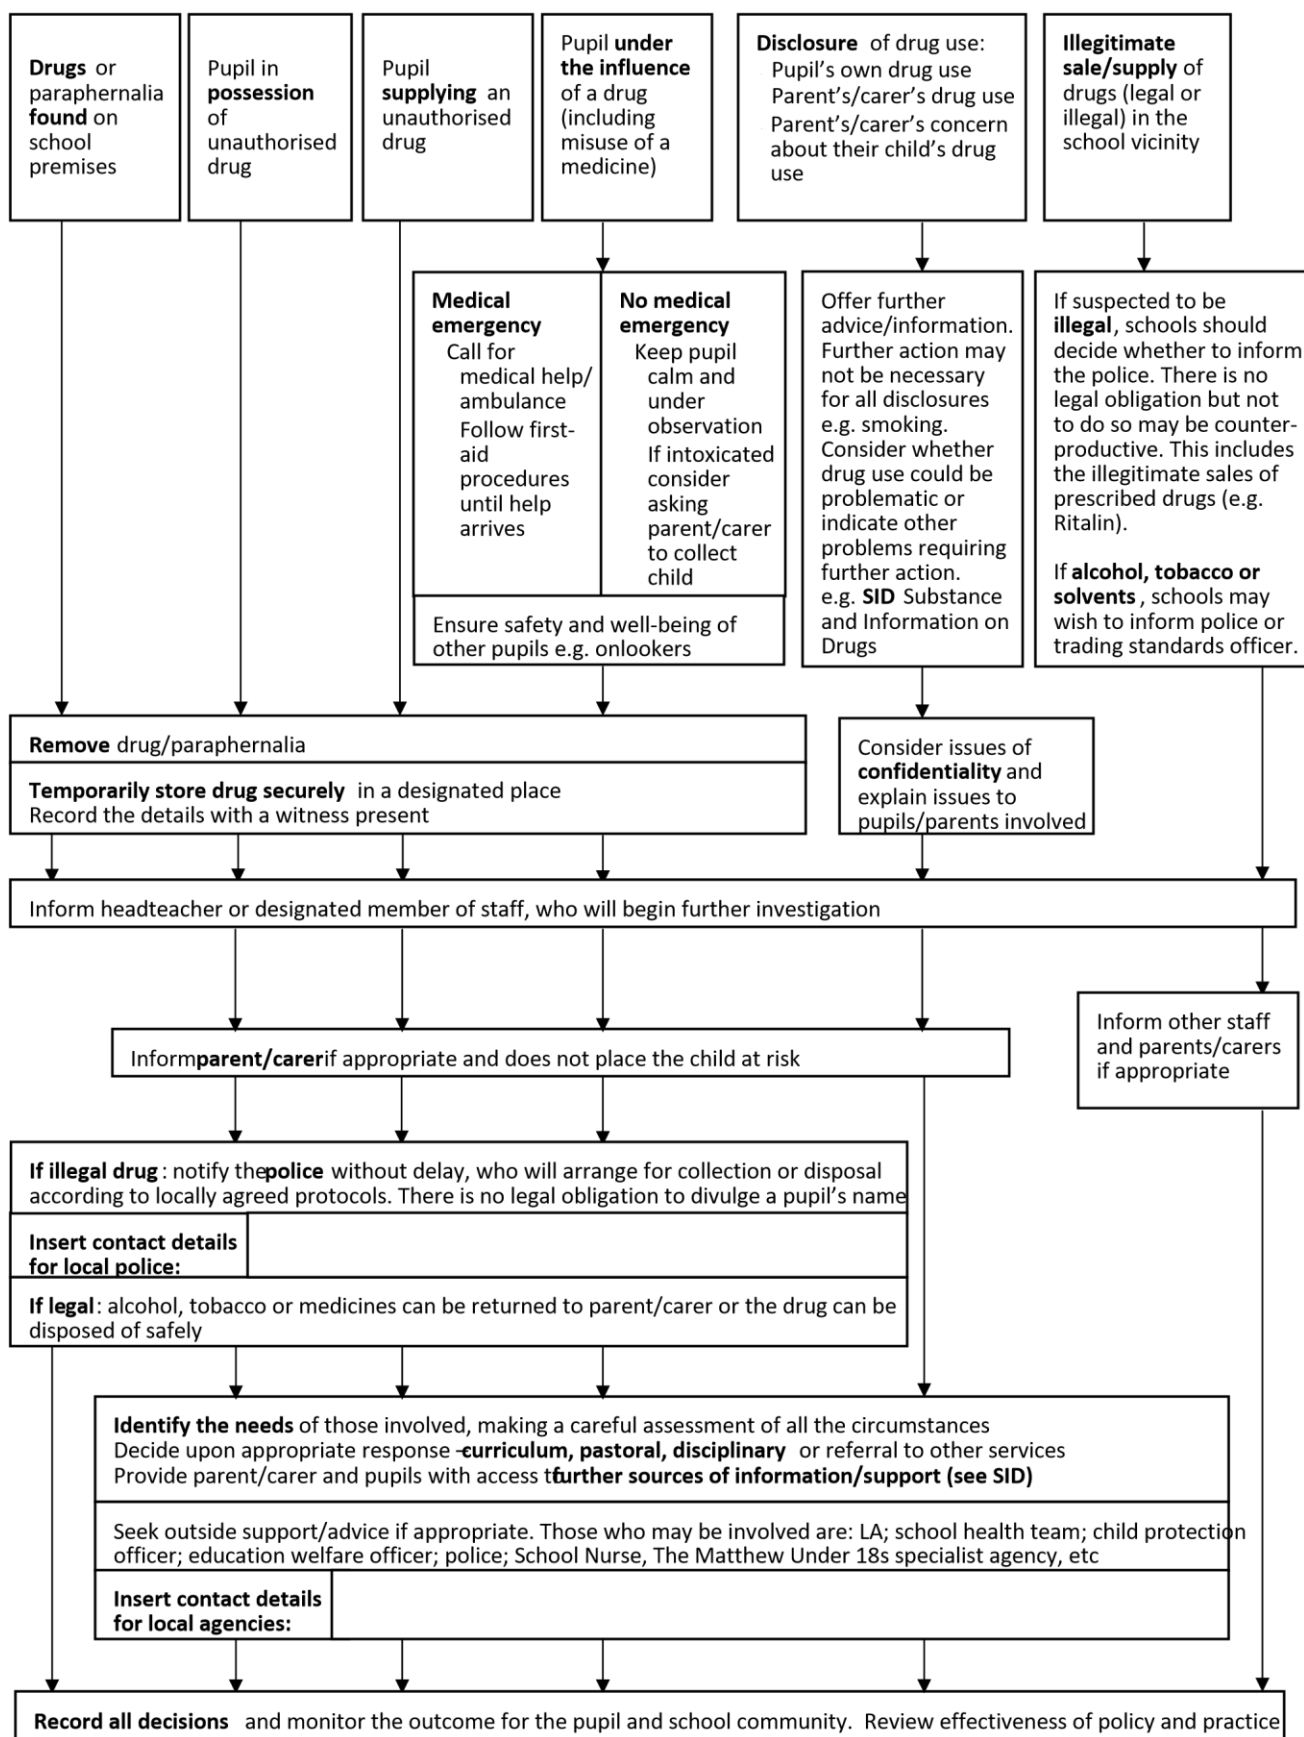 Drugs or
paraphernalia
found on
school
premises
Pupil in
possession
of
unauthorised
drug
Pupil
supplying an
unauthorised
drug
Pupil under
the influence
of a drug
(including
misuse of a
medicine)
Disclosure of drug use:
Pupil’s own drug use
Parent’s/carer’s drug use
Parent’s/carer’s concern
about their child’s drug
use
Illegitimate
sale/supply of
drugs (legal or
illegal) in the
school vicinity
Medical
emergency
Call for
medical help/
ambulance
Follow first-
aid
procedures
until help
arrives
No medical
emergency
Keep pupil
calm and
under
observation
If intoxicated
consider
asking
parent/carer
to collect
child
Ensure safety and well-being of
other pupils e.g. onlookers
Offer further
advice/information.
Further action may
not be necessary
for all disclosures
e.g. smoking.
Consider whether
drug use could be
problematic or
indicate other
problems requiring
further action.
e.g. SID Substance
and Information on
Drugs
If suspected to be
illegal, schools should
decide whether to inform
the police. There is no
legal obligation but not
to do so may be counter-
productive. This includes
the illegitimate sales of
prescribed drugs (e.g.
Ritalin).
If alcohol, tobacco or
solvents, schools may
wish to inform police or
trading standards officer.
Remove drug/paraphernalia
Temporarily store drug securely in a designated place
Record the details with a witness present
Consider issues of
confidentiality and
explain issues to
pupils/parents involved
Inform headteacher or designated member of staff, who will begin further investigation
Inform parent/carer if appropriate and does not place the child at risk
Inform other staff
and parents/carers
if appropriate
If illegal drug: notify the police without delay, who will arrange for collection or disposal
according to locally agreed protocols. There is no legal obligation to divulge a pupil’s name
Insert contact details
for local police:
If legal: alcohol, tobacco or medicines can be returned to parent/carer or the drug can be
disposed of safely
Identify the needs of those involved, making a careful assessment of all the circumstances
Decide upon appropriate response – curriculum, pastoral, disciplinary or referral to other services
Provide parent/carer and pupils with access to further sources of information/support (see SID)
Seek outside support/advice if appropriate. Those who may be involved are: LA; school health team; child protection
officer; education welfare officer; police; School Nurse, The Matthew Under 18s specialist agency, etc
Insert contact details
for local agencies:
Record all decisions and monitor the outcome for the pupil and school community. Review effectiveness of policy and practice